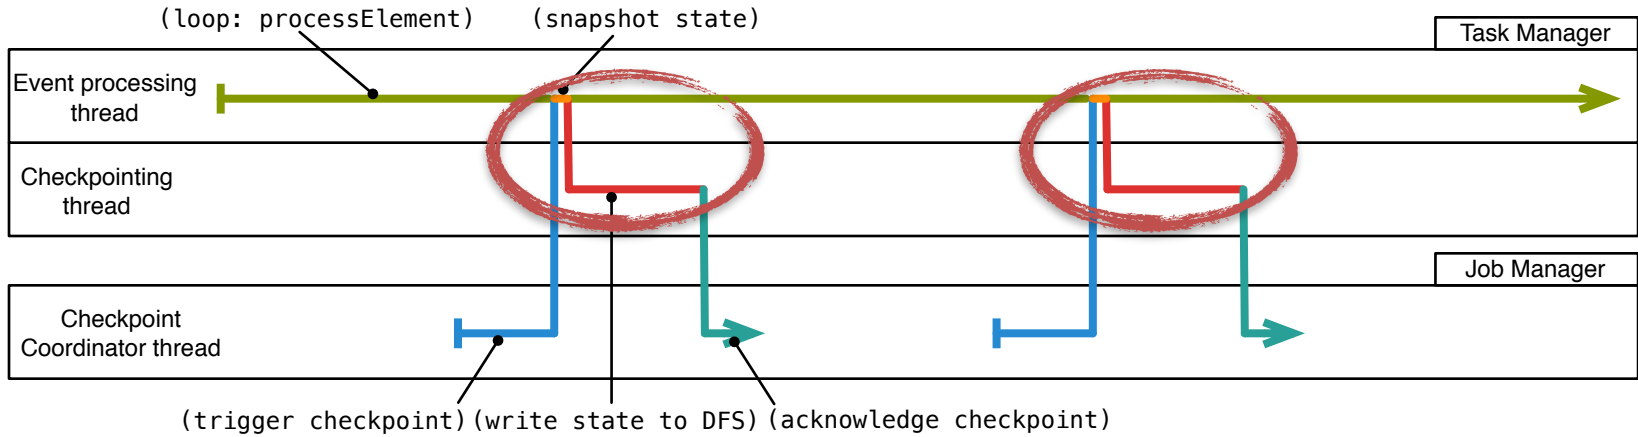 (loop: processElement)
(snapshot state)
Task Manager
Event processing
thread
Checkpointing
thread
Job Manager
Checkpoint
Coordinator thread
(trigger checkpoint)
(write state to DFS)
(acknowledge checkpoint)